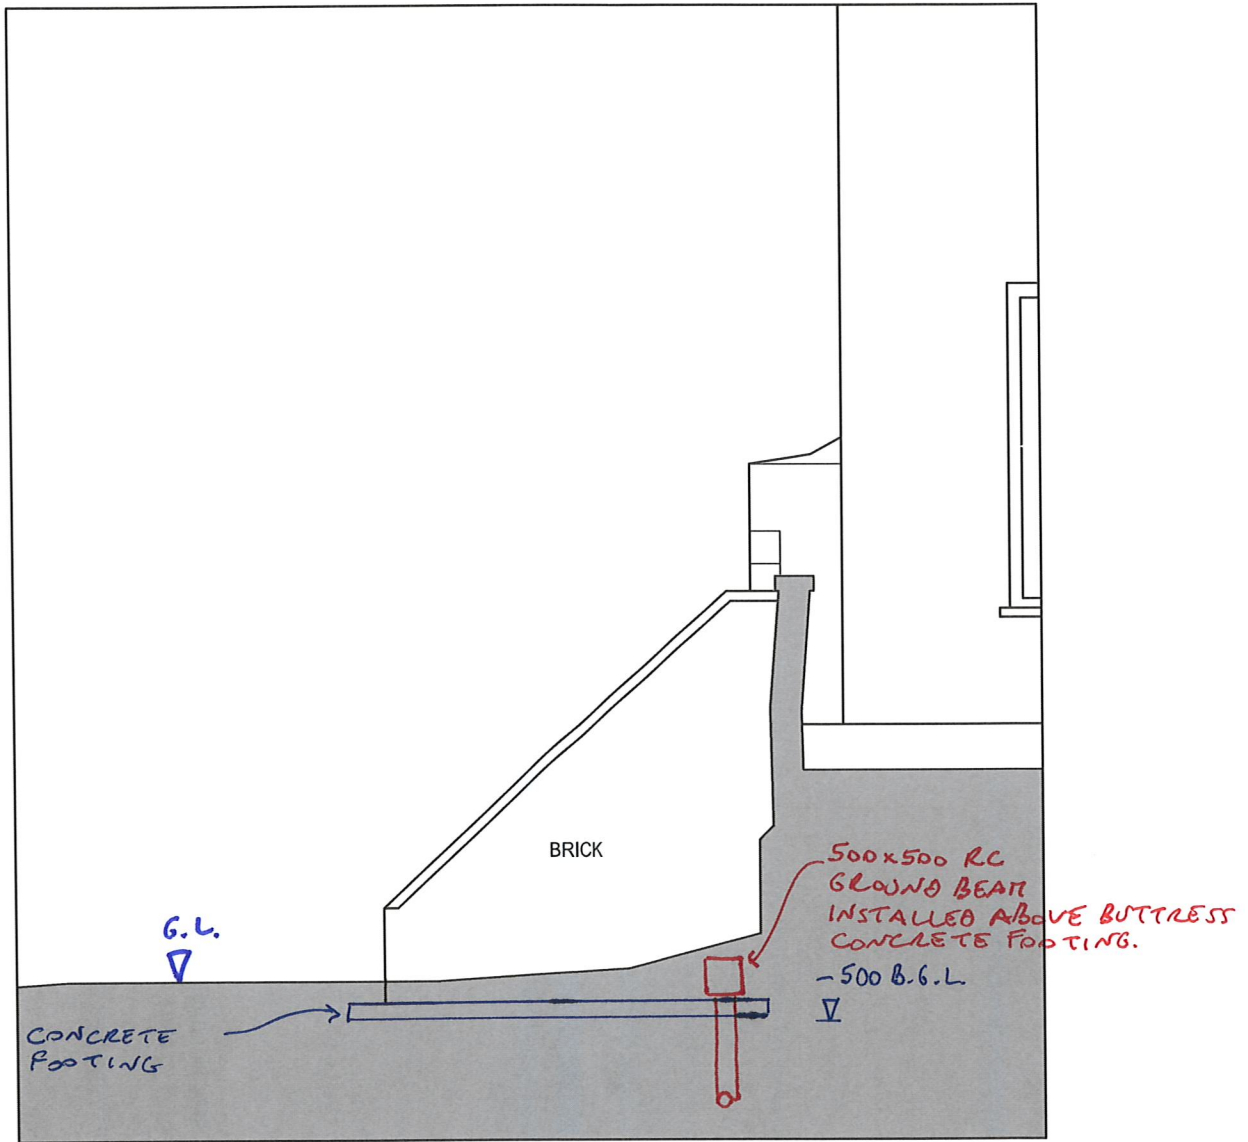 BRICK
500x500 RC
GROUND BEAM
INSTALLED ABOVE BUTTRESS
CONCRETE FOOTING.
G.L.
-500 B.G.L.
CONCRETE
FOOTING